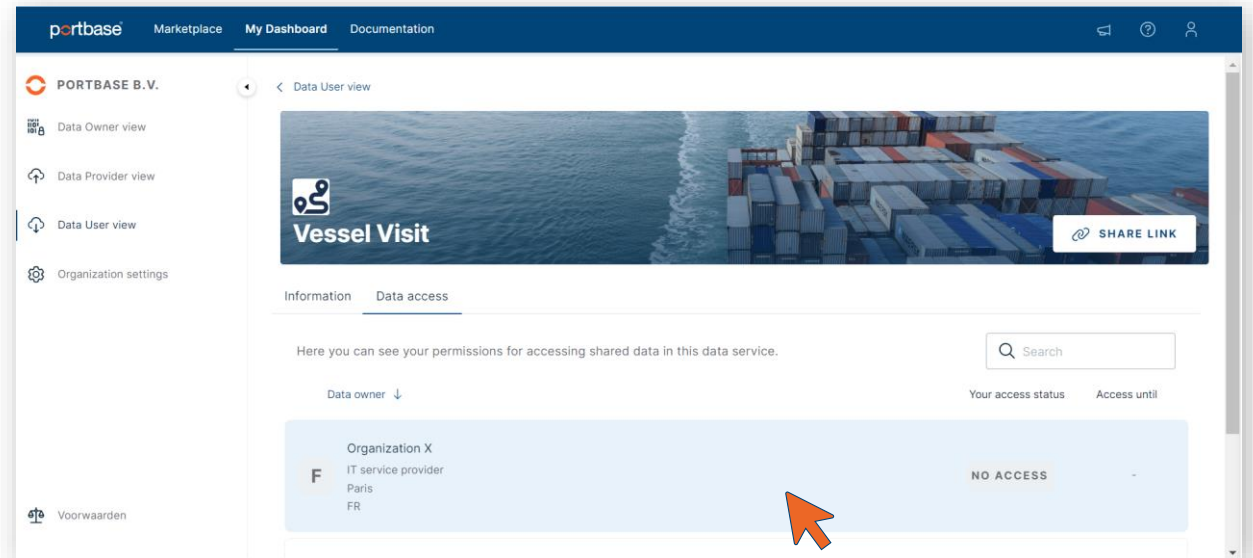 portbase Marketplace My Dashboard Documentation
PORTBASE B.V.
Data Owner view
Data Provider view
Data User view
Organization settings
Voorwaarden
Data User view
Vessel Visit
SHARE LINK
Information Data access
Here you can see your permissions for accessing shared data in this data service.
Search
Data owner ↓ Your access status Access until
F
Organization X
IT service provider
Paris
FR
NO ACCESS -